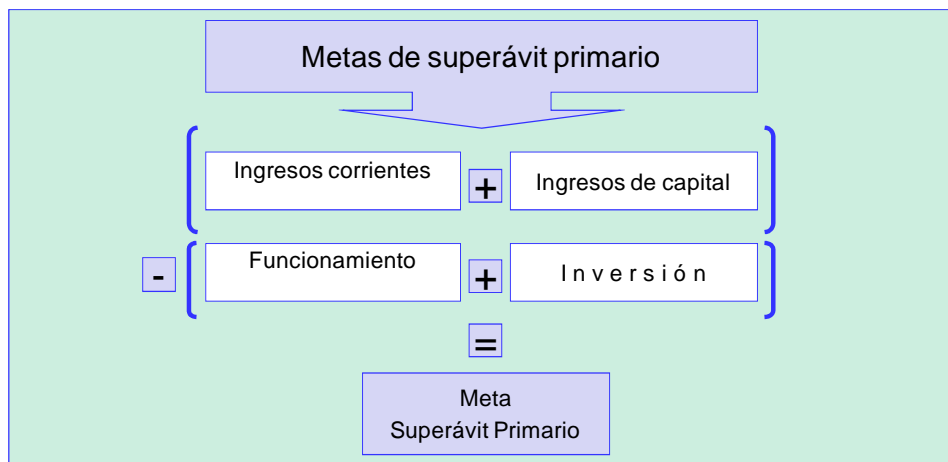 Metas de superávit primario
Ingresos corrientes + Ingresos de capital
- Funcionamiento + I n v e r s i ó n
=
Meta
Superávit Primario